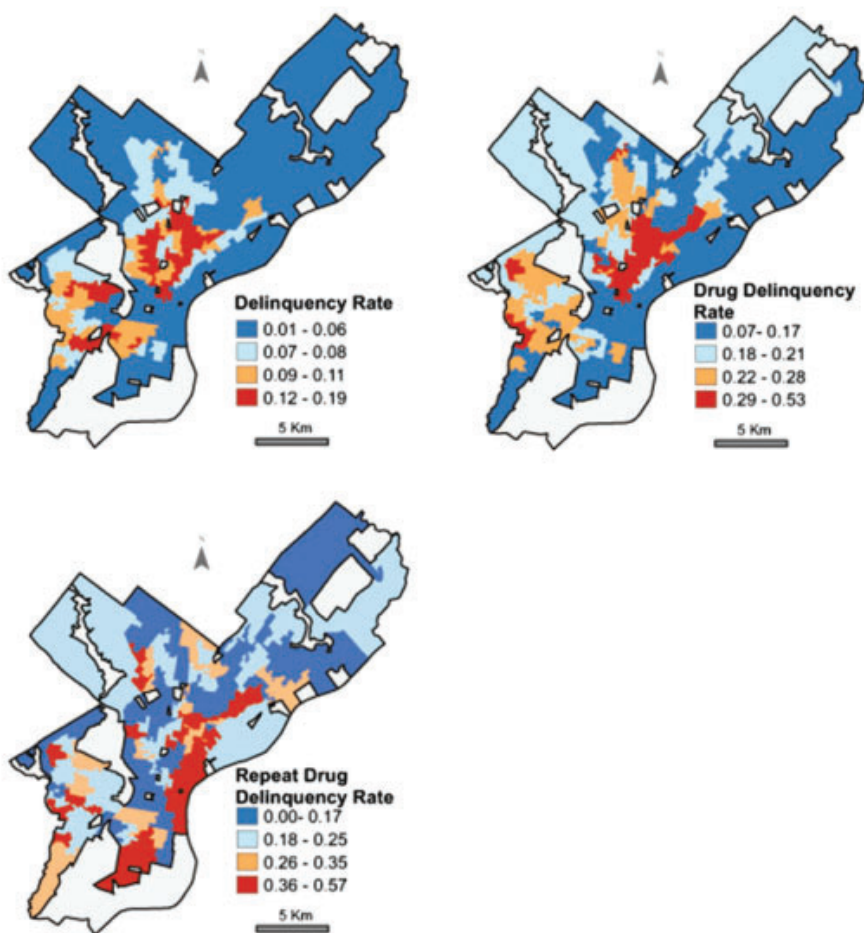 Delinquency Rate
0.01 - 0.06
0.07 - 0.08
0.09 - 0.11
0.12 - 0.19
5 Km
Drug Delinquency
Rate
0.07- 0.17
0.18 - 0.21
0.22 - 0.28
0.29 - 0.53
5 Km
Repeat Drug
Delinquency Rate
0.00- 0.17
0.18 - 0.25
0.26 - 0.35
0.36 - 0.57
5 Km